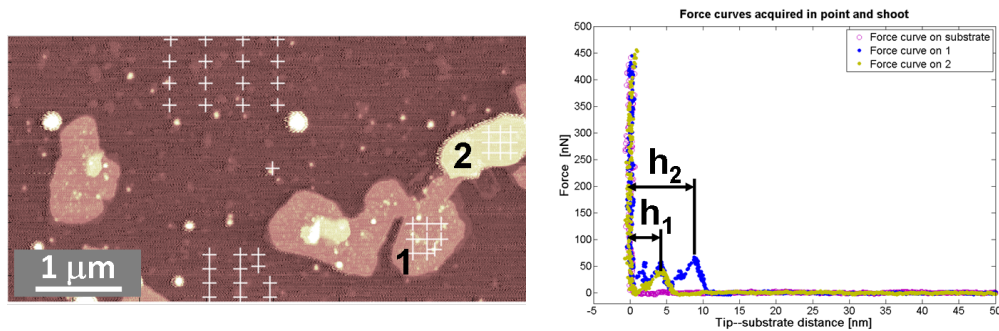 1
2
1 μm
Force curves acquired in point and shoot
Force curve on substrate
Force curve on 1
Force curve on 2
500
450
400
350
300
250
200
150
100
50
0
Force [nN]
h2
h1
0 5 10 15 20 25 30 35 40 45 50
Tip--substrate distance [nm]